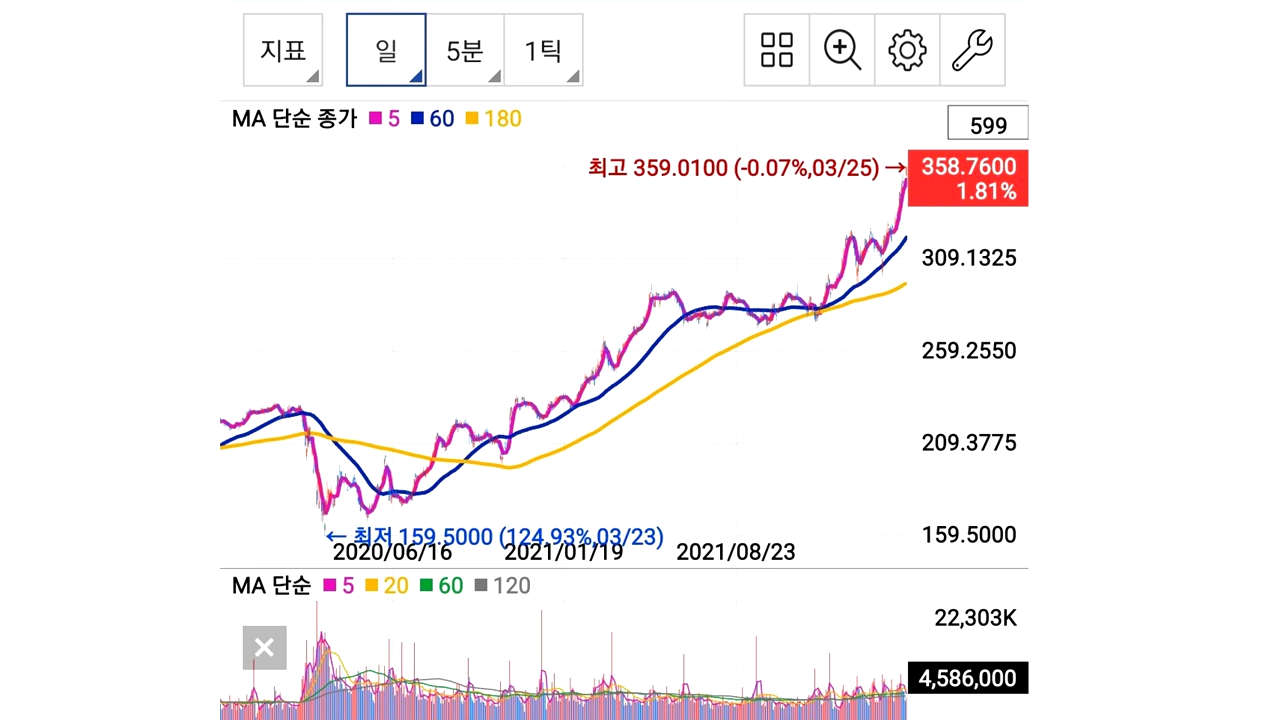 지표 일 5분 1틱
MA 단순 종가 5 60 180
599
최고 359.0100 (-0.07%,03/25) → 358.7600
1.81%
309.1325
259.2550
209.3775
← 최저 159.5000 (124.93%,03/23) 159.5000
2020/06/16 2021/01/19 2021/08/23
MA 단순 5 20 60 120
22,303K
4,586,000